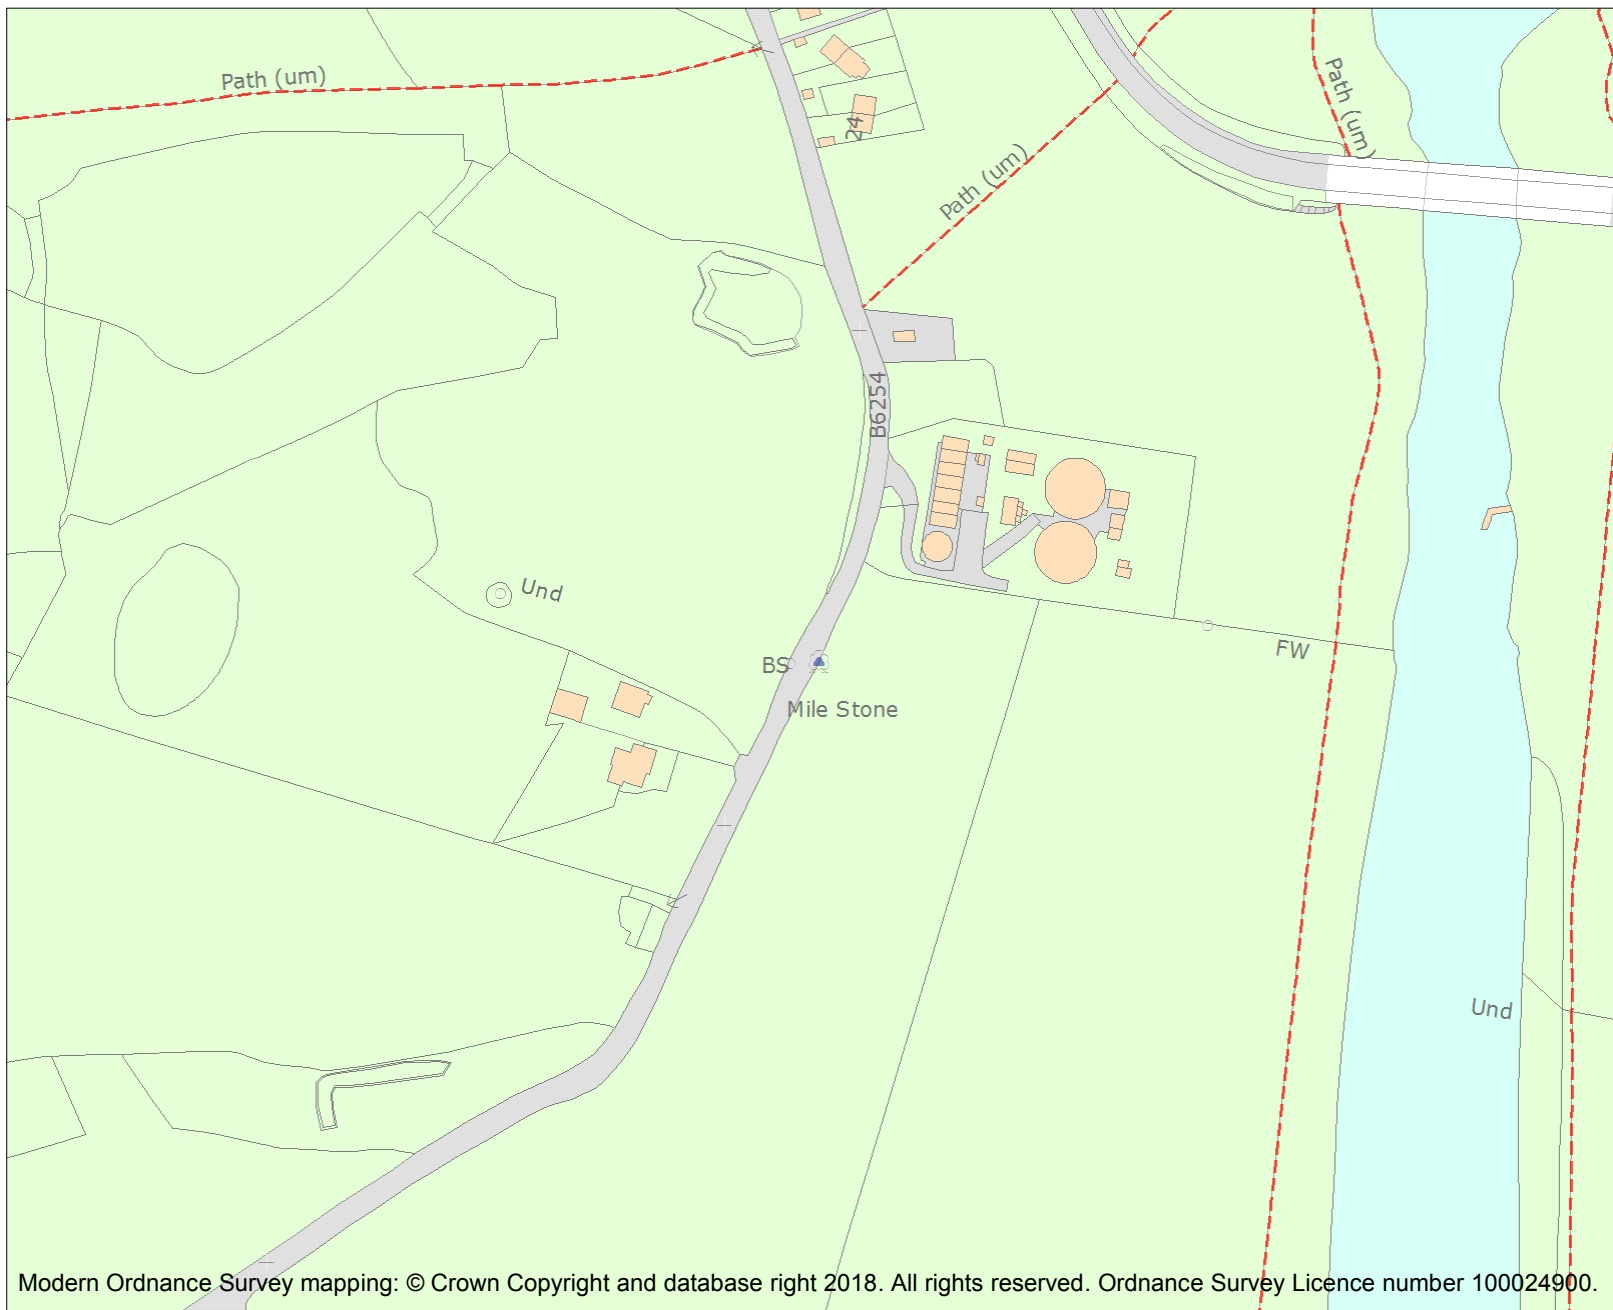 Path (um)
Path (um)
24
Path (um)
B6254
Und
FW
BS
Mile Stone
Und
Modern Ordnance Survey mapping: © Crown Copyright and database right 2018. All rights reserved. Ordnance Survey Licence number 100024900.